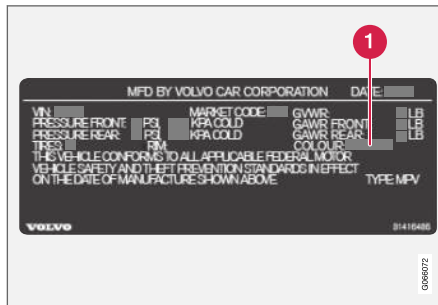 1
MFD BY VOLVO CAR CORPORATION DATE:
VIN: MARKET CODE: GVWR: LB
PRESSURE FRONT: PSI, KPA COLD GAWR FRONT: LB
PRESSURE REAR: PSI, KPA COLD GAWR REAR: LB
TIRES: RIM: COLOUR:
THIS VEHICLE CONFORMS TO ALL APPLICABLE FEDERAL MOTOR
VEHICLE SAFETY AND THEFT PREVENTION STANDARDS IN EFFECT
ON THE DATE OF MANUFACTURE SHOWN ABOVE. TYPE: MPV
VOLVO 31416486
G066072